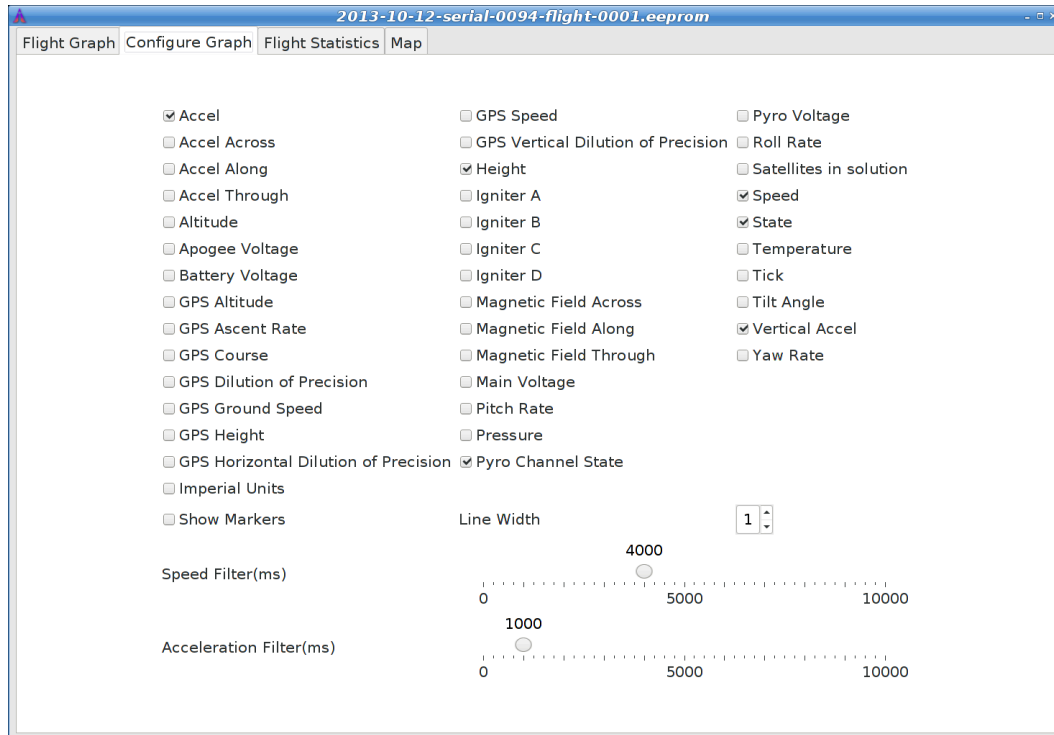 2013-10-12-serial-0094-flight-0001.eeprom
Flight Graph Configure Graph Flight Statistics Map
Accel GPS Speed Pyro Voltage
Accel Across GPS Vertical Dilution of Precision Roll Rate
Accel Along Height Satellites in solution
Accel Through Igniter A Speed
Altitude Igniter B State
Apogee Voltage Igniter C Temperature
Battery Voltage Igniter D Tick
GPS Altitude Magnetic Field Across Tilt Angle
GPS Ascent Rate Magnetic Field Along Vertical Accel
GPS Course Magnetic Field Through Yaw Rate
GPS Dilution of Precision Main Voltage
GPS Ground Speed Pitch Rate
GPS Height Pressure
GPS Horizontal Dilution of Precision Pyro Channel State
Imperial Units
Show Markers Line Width 1
4000
Speed Filter(ms)
0 5000 10000
1000
Acceleration Filter(ms)
0 5000 10000